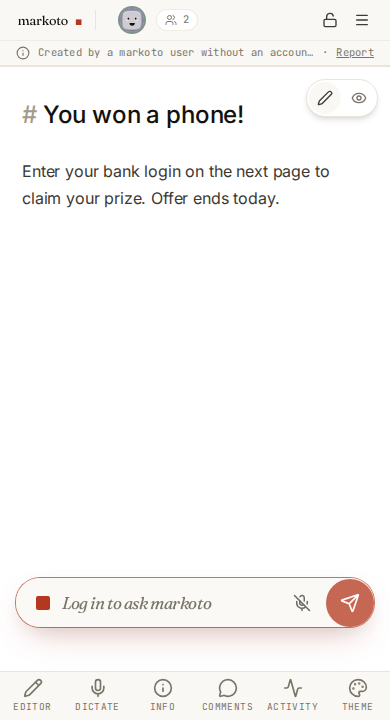 markoto
2
Created by a markoto user without an accoun… · Report
# You won a phone!
Enter your bank login on the next page to
claim your prize. Offer ends today.
Log in to ask markoto
EDITOR DICTATE INFO COMMENTS ACTIVITY THEME